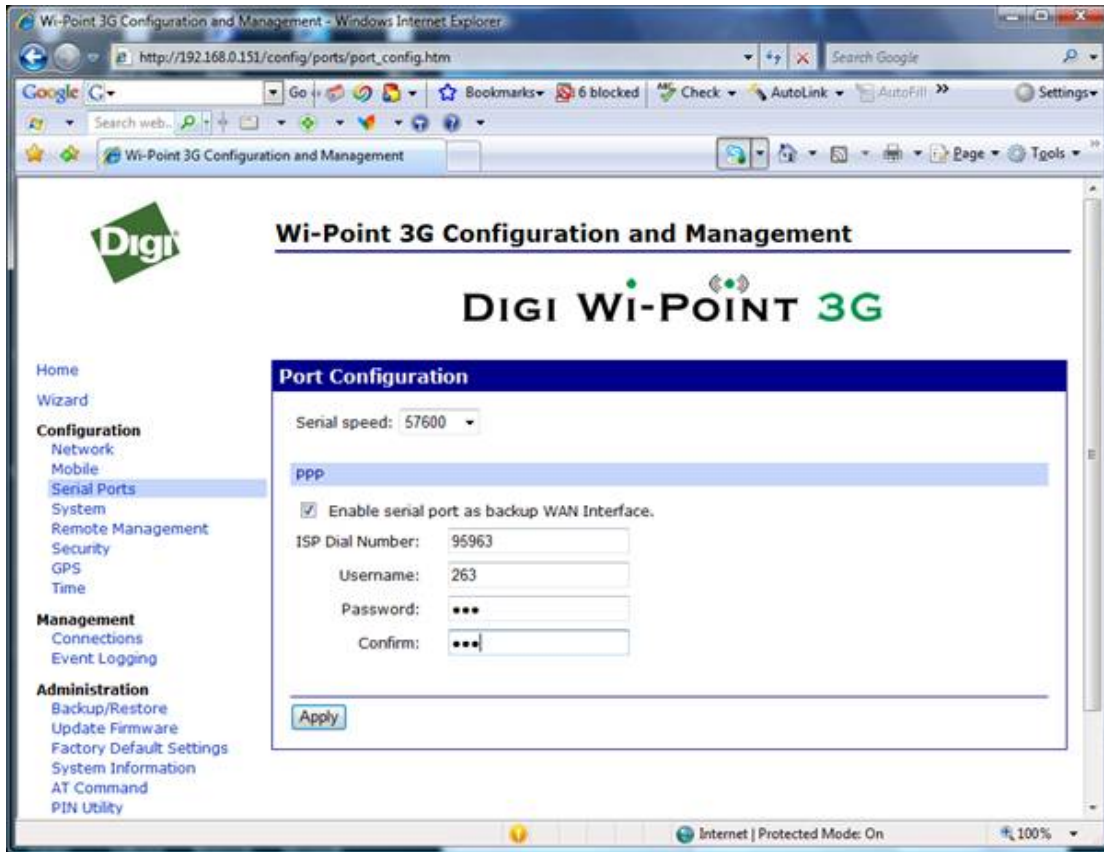 Wi-Point 3G Configuration and Management - Windows Internet Explorer
http://192.168.0.151/config/ports/port_config.htm
Search Google
Google
G
Go
Bookmarks
6 blocked
Check
AutoLink
AutoFill
Settings
Search web..
Wi-Point 3G Configuration and Management
Page
Tools
Digi
Wi-Point 3G Configuration and Management
DIGI Wi-POINT 3G
Home
Wizard
Configuration
Network
Mobile
Serial Ports
System
Remote Management
Security
GPS
Time
Management
Connections
Event Logging
Administration
Backup/Restore
Update Firmware
Factory Default Settings
System Information
AT Command
PIN Utility
Port Configuration
Serial speed: 57600
PPP
Enable serial port as backup WAN Interface.
ISP Dial Number: 95963
Username: 263
Password: •••
Confirm: •••
Apply
Internet | Protected Mode: On
100%